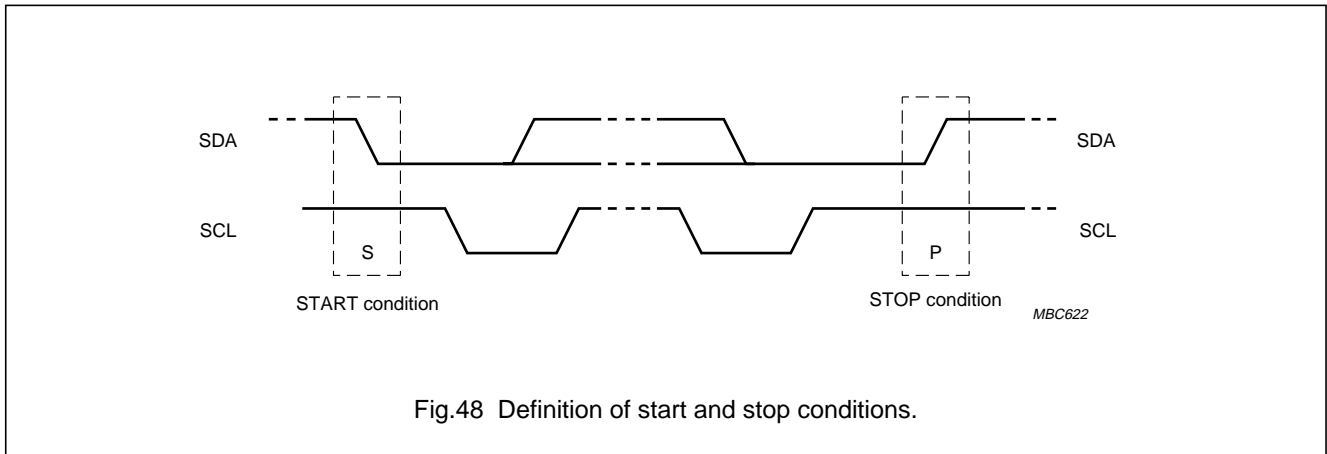 SDA
SDA
SCL
SCL
S
P
START condition
STOP condition
MBC622
Fig.48 Definition of start and stop conditions.